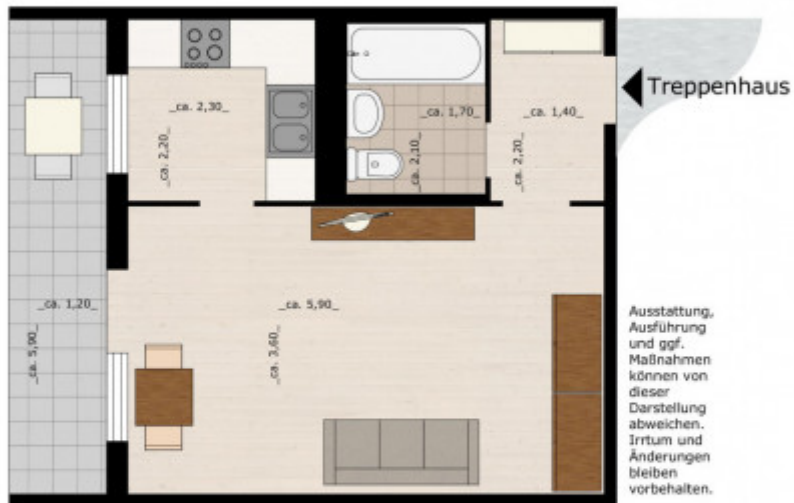 Treppenhaus
_ca. 2,30_
_ca. 2,20_
_ca. 1,70_
_ca. 2,10_
_ca. 1,40_
_ca. 2,20_
_ca. 1,20_
_ca. 5,90_
_ca. 5,90_
_ca. 3,60_
Ausstattung,
Ausführung
und ggf.
Maßnahmen
können von
dieser
Darstellung
abweichen.
Irrtum und
Änderungen
bleiben
vorbehalten.